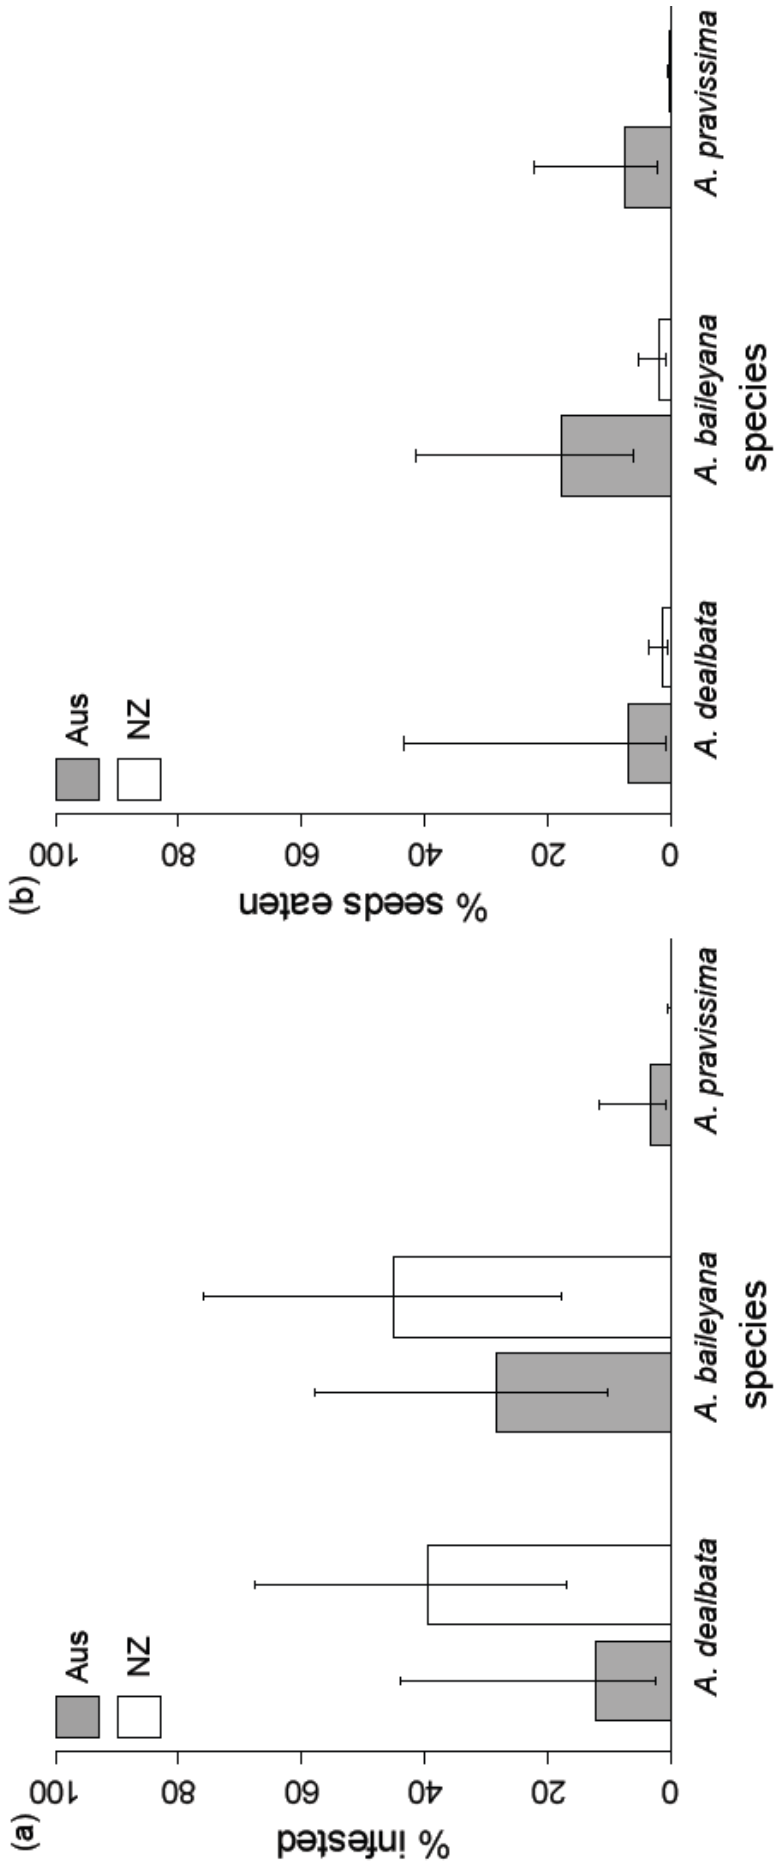 (a)
% infested
100
80
60
40
20
0
Aus
NZ
A. dealbata
A. baileyana
A. pravissima
species
(b)
% seeds eaten
100
80
60
40
20
0
Aus
NZ
A. dealbata
A. baileyana
A. pravissima
species